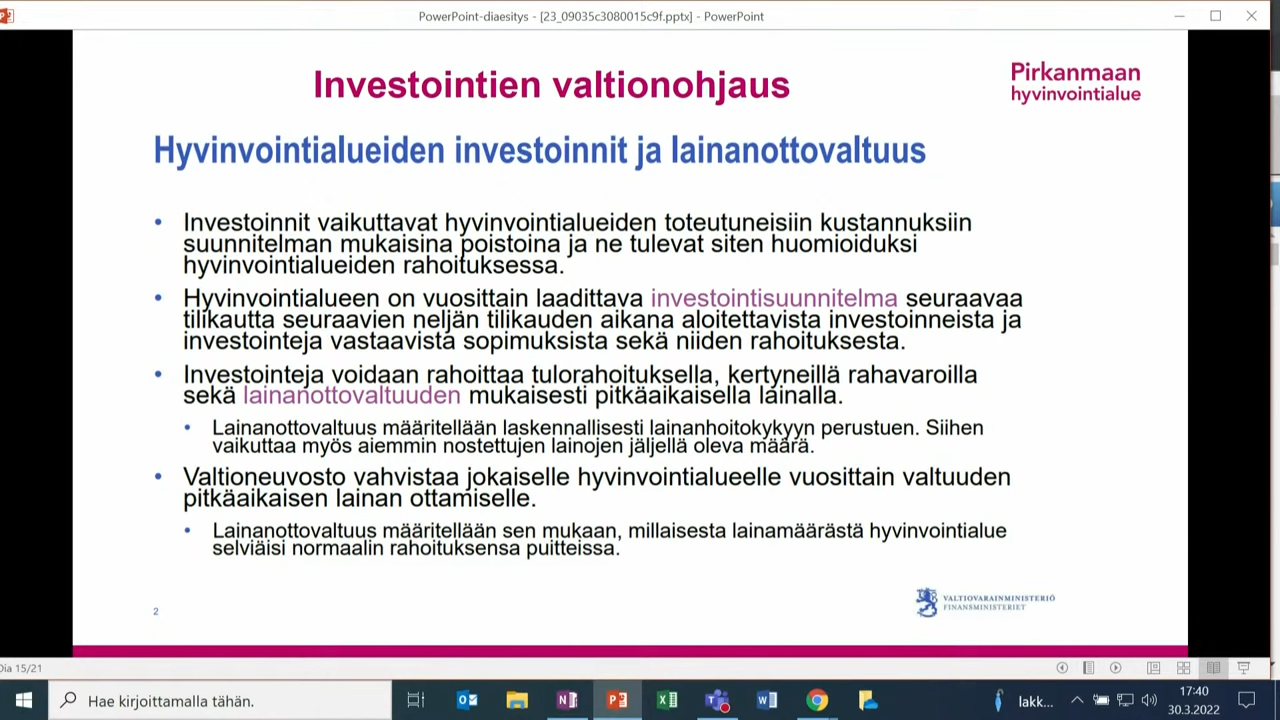 PowerPoint-diaesitys - [23_09035c3080015c9f.pptx] - PowerPoint
Investointien valtionohjaus
Pirkanmaan
hyvinvointialue
Hyvinvointialueiden investoinnit ja lainanottovaltuus
• Investoinnit vaikuttavat hyvinvointialueiden toteutuneisiin kustannuksiin
suunnitelman mukaisina poistoina ja ne tulevat siten huomioiduksi
hyvinvointialueiden rahoituksessa.
• Hyvinvointialueen on vuosittain laadittava investointisuunnitelma seuraavaa
tilikautta seuraavien neljän tilikauden aikana aloitettavista investoinneista ja
investointeja vastaavista sopimuksista sekä niiden rahoituksesta.
• Investointeja voidaan rahoittaa tulorahoituksella, kertyneillä rahavaroilla
sekä lainanottovaltuuden mukaisesti pitkäaikaisella lainalla.
• Lainanottovaltuus määritellään laskennallisesti lainanhoitokykyyn perustuen. Siihen
vaikuttaa myös aiemmin nostettujen lainojen jäljellä oleva määrä.
• Valtioneuvosto vahvistaa jokaiselle hyvinvointialueelle vuosittain valtuuden
pitkäaikaisen lainan ottamiselle.
• Lainanottovaltuus määritellään sen mukaan, millaisesta lainamäärästä hyvinvointialue
selviäisi normaalin rahoituksensa puitteissa.
2
VALTIOVARAINMINISTERIÖ
FINANSMINISTERIET
Dia 15/21
Hae kirjoittamalla tähän.
lakk...
17:40
30.3.2022